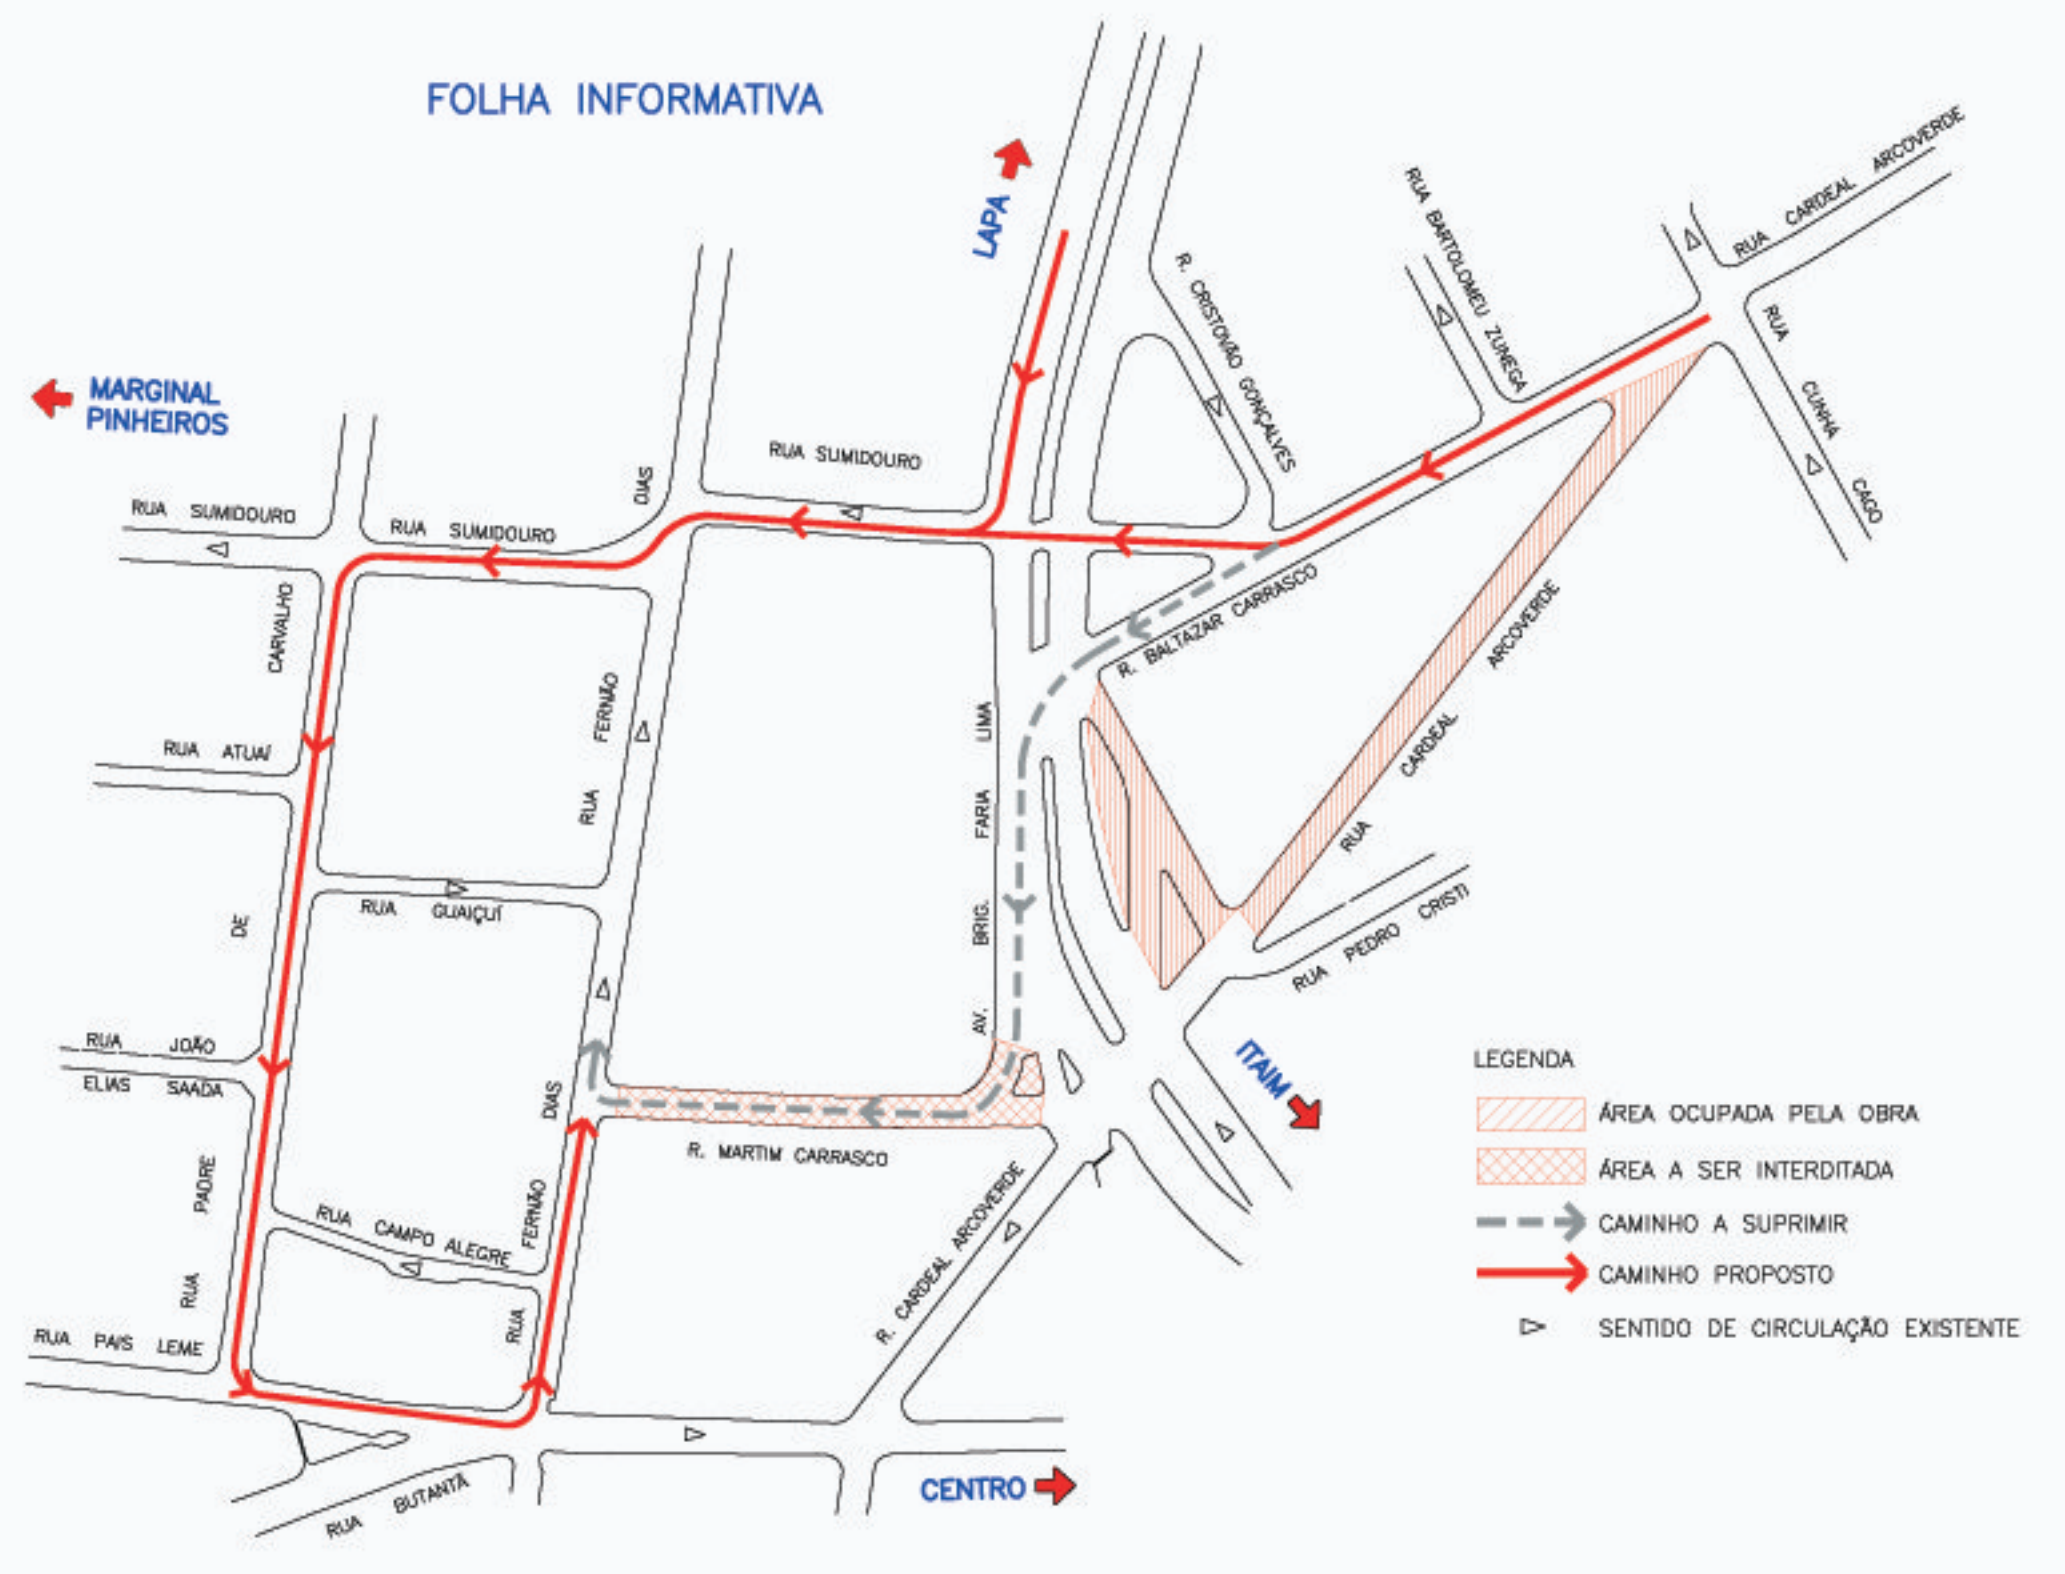 FOLHA INFORMATIVA
LAPA
RUA CARDEAL ARCOVERDE
RUA BARTOLOMEU ZUNEGA
R. CRISTOVÃO GONÇALVES
RUA CUNHA CAGO
MARGINAL
PINHEIROS
RUA SUMIDOURO
RUA SUMIDOURO
RUA SUMIDOURO
RUA FERNÃO DIAS
R. BALTAZAR CARRASCO
RUA CARDEAL ARCOVERDE
RUA ATUAÍ
AV. BRIG. FARIA LIMA
RUA GUAIÇUÍ
RUA PEDRO CRISTI
RUA JOÃO
ELIAS SAADA
RUA PADRE DE CARVALHO
ITAIM
R. MARTIM CARRASCO
RUA FERNÃO DIAS
RUA CAMPO ALEGRE
R. CARDEAL ARCOVERDE
RUA PAIS LEME
RUA BUTANTA
CENTRO
LEGENDA
ÁREA OCUPADA PELA OBRA
ÁREA A SER INTERDITADA
CAMINHO A SUPRIMIR
CAMINHO PROPOSTO
SENTIDO DE CIRCULAÇÃO EXISTENTE